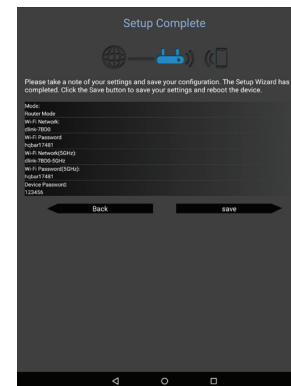 Setup Complete
Please take a note of your settings and save your configuration. The Setup Wizard has
completed. Click the Save button to save your settings and reboot the device.
Mode:
Router Mode
Wi-Fi Network:
dlink-7BD0
Wi-Fi Password
hqbar17481
Wi-Fi Network(5GHz):
dlink-7BD0-5GHz
Wi-Fi Password(5GHz):
hqbar17481
Device Password:
123456
Back save